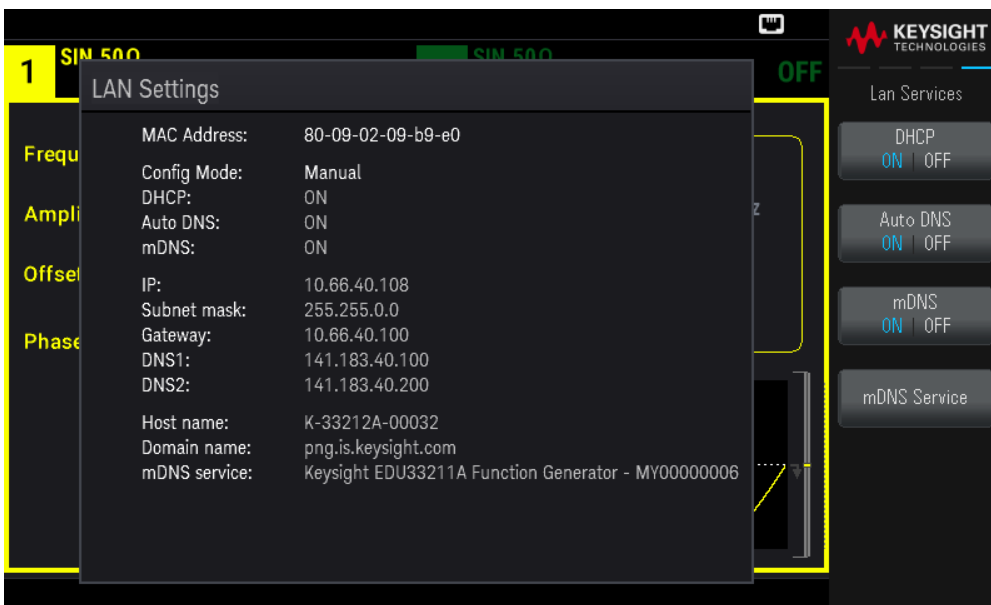 KEYSIGHT
TECHNOLOGIES
1
SIN 50Ω
SIN 50Ω
OFF
LAN Settings
MAC Address: 80-09-02-09-b9-e0
Config Mode: Manual
DHCP: ON
Auto DNS: ON
mDNS: ON
IP: 10.66.40.108
Subnet mask: 255.255.0.0
Gateway: 10.66.40.100
DNS1: 141.183.40.100
DNS2: 141.183.40.200
Host name: K-33212A-00032
Domain name: png.is.keysight.com
mDNS service: Keysight EDU33211A Function Generator - MY00000006
Lan Services
DHCP
ON | OFF
Auto DNS
ON | OFF
mDNS
ON | OFF
mDNS Service